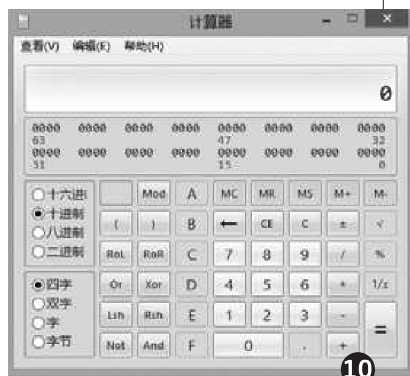 计算器
查看(V) 编辑(E) 帮助(H)
0
0000 0000 0000 0000 0000 0000 0000 0000
63 47 32
0000 0000 0000 0000 0000 0000 0000 0000
31 15 0
十六进制 Mod A MC MR MS M+ M-
十进制 ( ) B ← CE C ± √
八进制
二进制 RoL RoR C 7 8 9 / %
四字 Or Xor D 4 5 6 * 1/x
双字
字 Lsh Rsh E 1 2 3 - =
字节 Not And F 0 . +
10